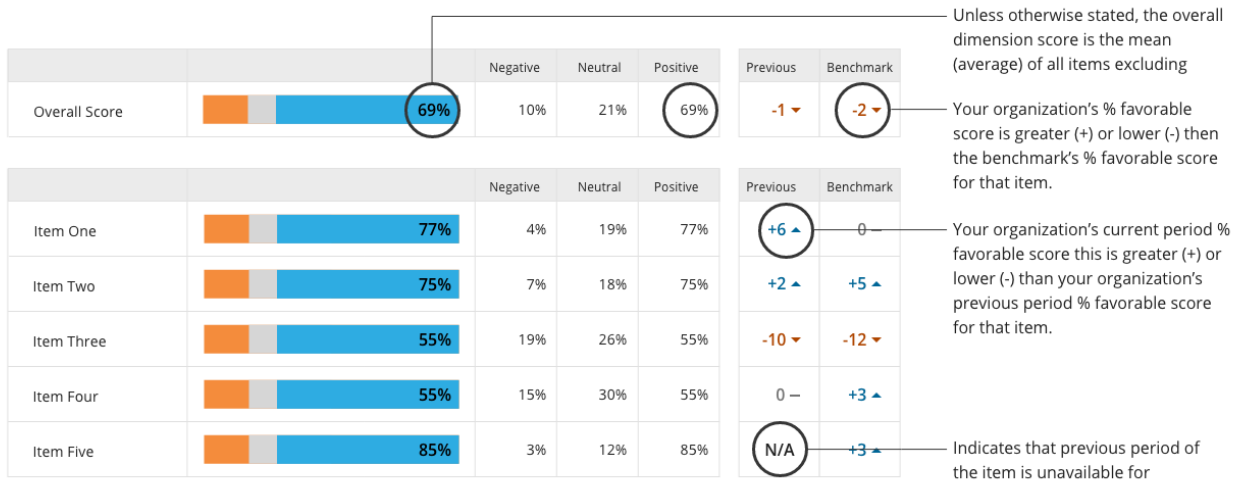 Unless otherwise stated, the overall
dimension score is the mean
(average) of all items excluding
Negative Neutral Positive Previous Benchmark
Overall Score 69% 10% 21% 69% -1 -2
Your organization's % favorable
score is greater (+) or lower (-) then
the benchmark's % favorable score
for that item.
Negative Neutral Positive Previous Benchmark
Item One 77% 4% 19% 77% +6 0 –
Your organization's current period %
favorable score this is greater (+) or
lower (-) than your organization's
previous period % favorable score
for that item.
Item Two 75% 7% 18% 75% +2 +5
Item Three 55% 19% 26% 55% -10 -12
Item Four 55% 15% 30% 55% 0 – +3
Item Five 85% 3% 12% 85% N/A +3
Indicates that previous period of
the item is unavailable for